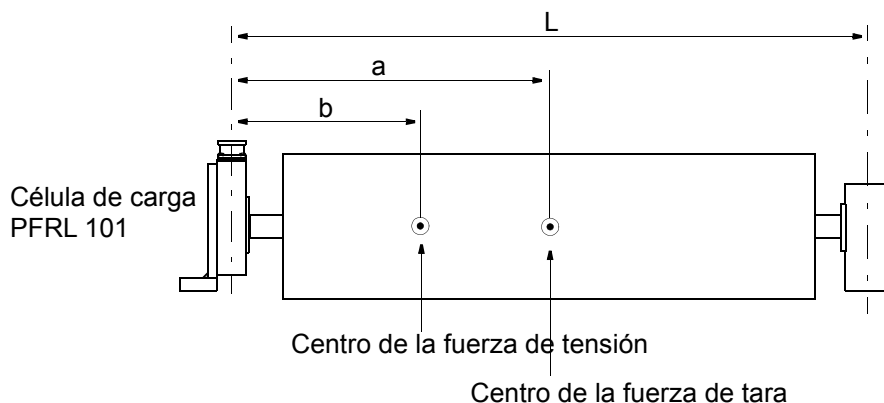 L
a
b
Célula de carga
PFRL 101
Centro de la fuerza de tensión
Centro de la fuerza de tara